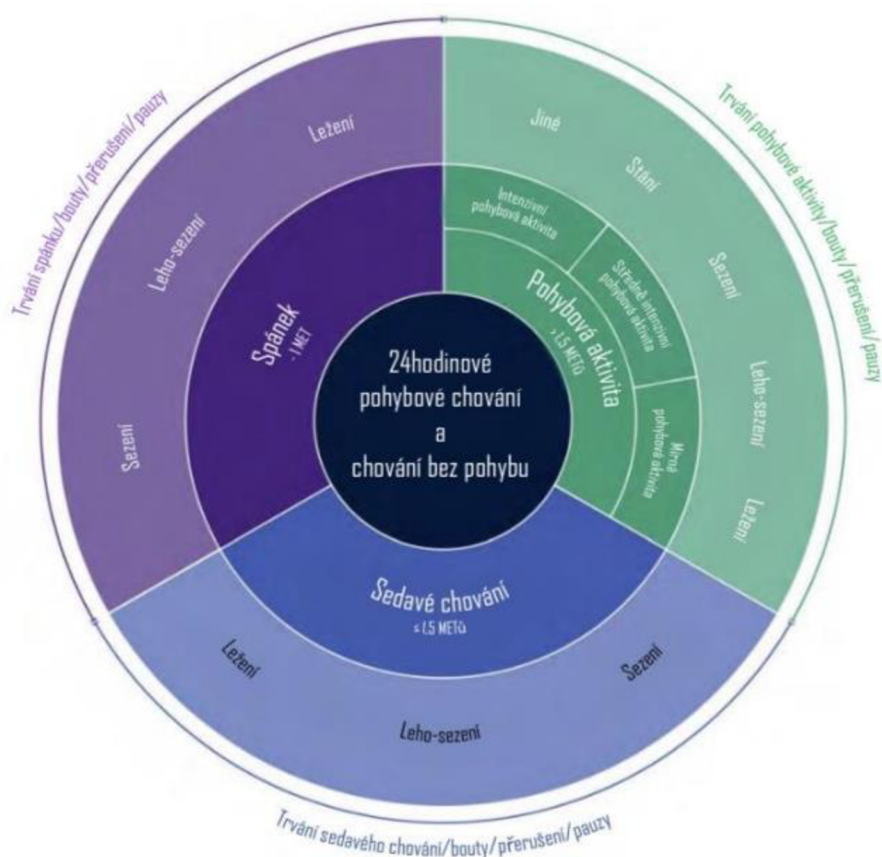 24hodinové
pohybové chování
a
chování bez pohybu
Spánek
~ 1 MET
Ležení
Leho-sezení
Sezení
Trvání spánku/bouty/přerušení/pauzy
Pohybová aktivita
> 1,5 METů
Intenzivní
pohybová aktivita
Středně intenzivní
pohybová aktivita
Mírná
pohybová aktivita
Jiné
Stání
Sezení
Leho-sezení
Ležení
Trvání pohybové aktivity/bouty/přerušení/pauzy
Sedavé chování
≤ 1,5 METů
Ležení
Leho-sezení
Sezení
Trvání sedavého chování/bouty/přerušení/pauzy